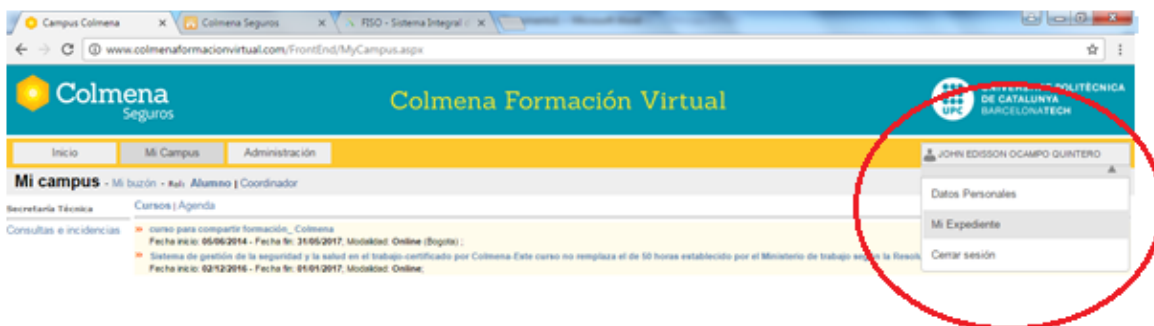 Campus Colmena
Colmena Seguros
FISO - Sistema Integral
www.colmenaformacionvirtual.com/FrontEnd/MyCampus.aspx
Colmena
Seguros
Colmena Formación Virtual
POLITÈCNICA
DE CATALUNYA
BARCELONATECH
UPC
Inicio
Mi Campus
Administración
JOHN EDISSON OCAMPO QUINTERO
Mi campus - Mi buzón - Rol: Alumno | Coordinador
Datos Personales
Mi Expediente
Cerrar sesión
Secretaría Técnica
Consultas e incidencias
Cursos | Agenda
» curso para compartir formación_ Colmena
Fecha inicio: 05/06/2014 - Fecha fin: 31/05/2017; Modalidad: Online (Bogota) ;
» Sistema de gestión de la seguridad y la salud en el trabajo-certificado por Colmena-Este curso no remplaza el de 50 horas establecido por el Ministerio de trabajo según la Resolu
Fecha inicio: 02/12/2016 - Fecha fin: 01/01/2017; Modalidad: Online;